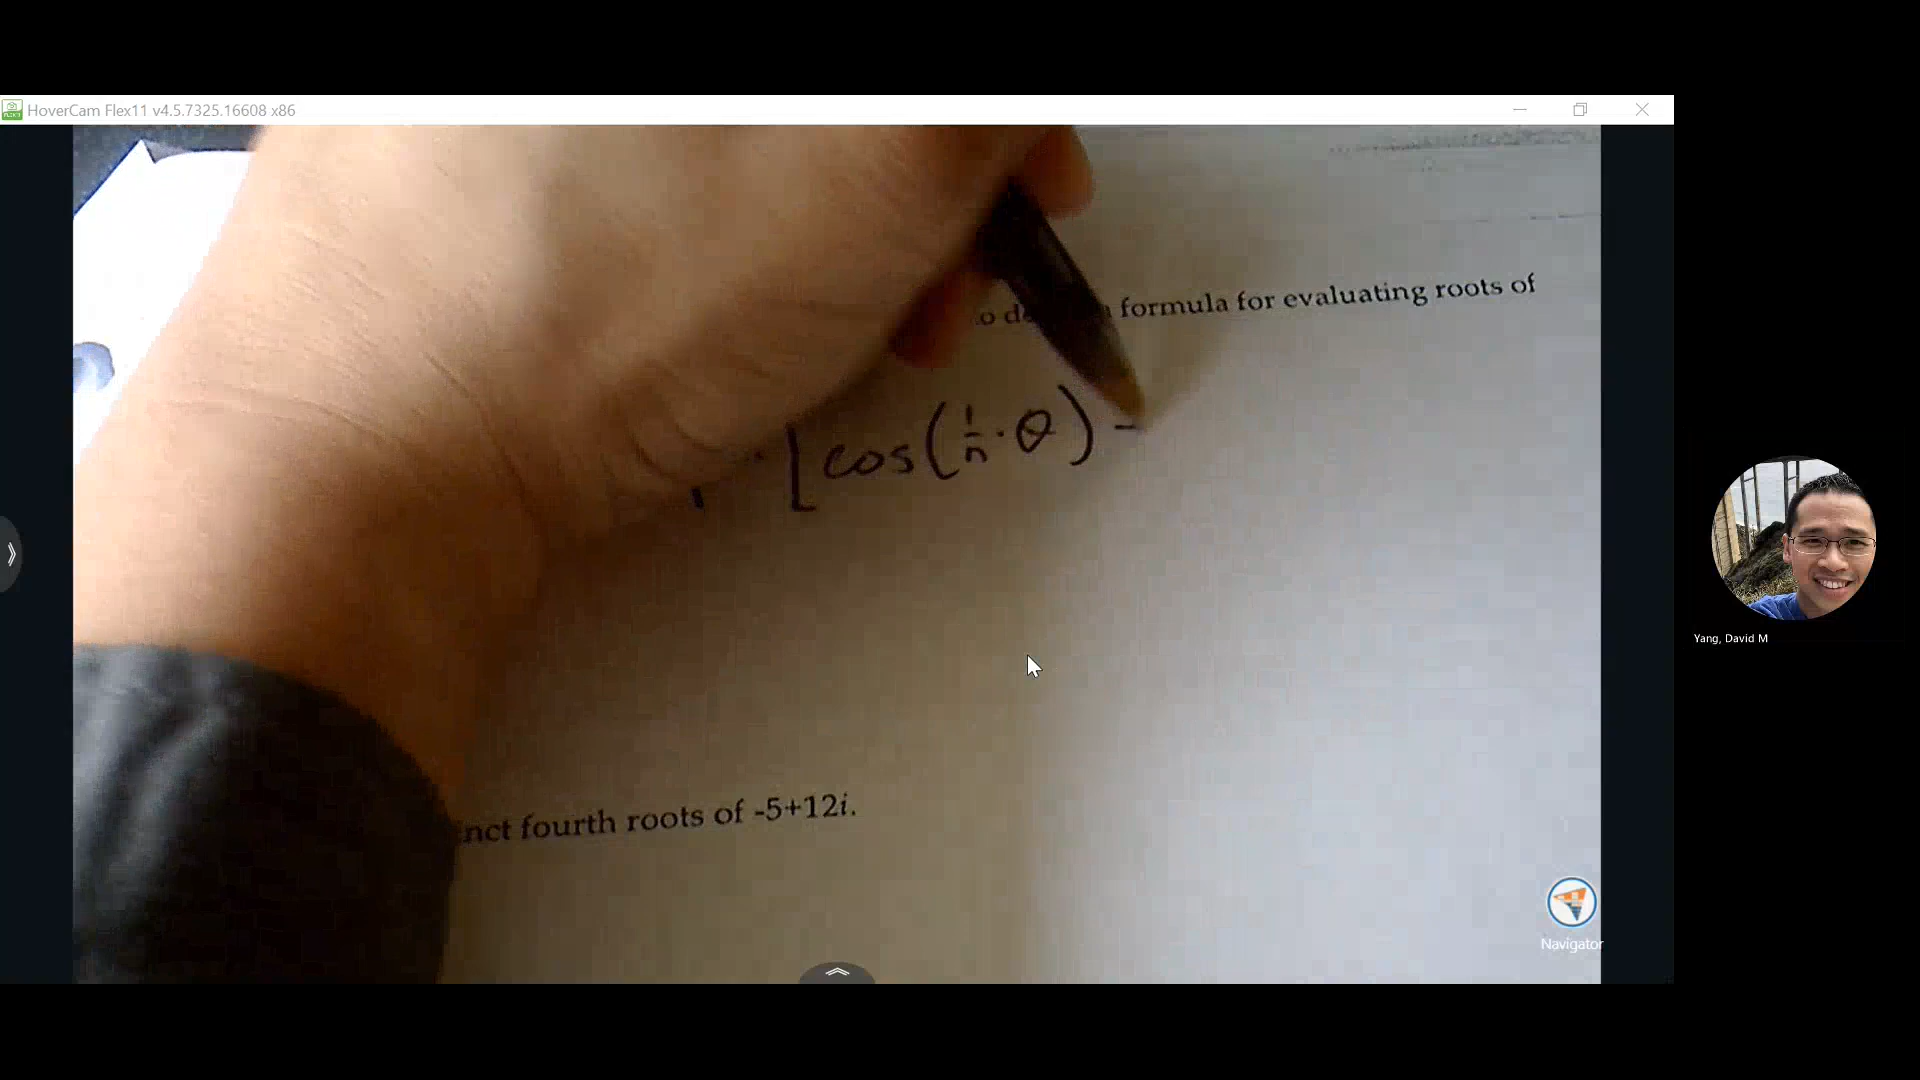 HoverCam Flex11 v4.5.7325.16608 x86
formula for evaluating roots of
[cos(1/n · θ) -
fourth roots of -5+12i.
Navigator
Yang, David M